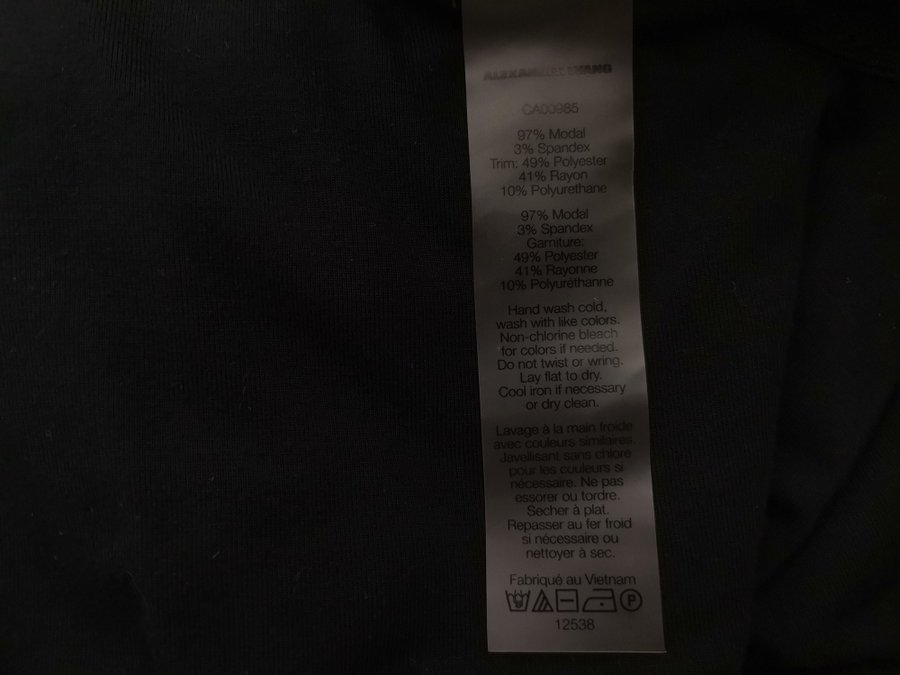 ALEXANDER WANG
CA00985
97% Modal
3% Spandex
Trim: 49% Polyester
41% Rayon
10% Polyurethane
97% Modal
3% Spandex
Garniture:
49% Polyester
41% Rayonne
10% Polyuréthanne
Hand wash cold,
wash with like colors.
Non-chlorine bleach
for colors if needed.
Do not twist or wring.
Lay flat to dry.
Cool iron if necessary
or dry clean.
Lavage à la main froide
avec couleurs similaires.
Javellisant sans chlore
pour les couleurs si
nécessaire. Ne pas
essorer ou tordre.
Secher à plat.
Repasser au fer froid
si nécessaire ou
nettoyer à sec.
Fabriqué au Vietnam
P
12538